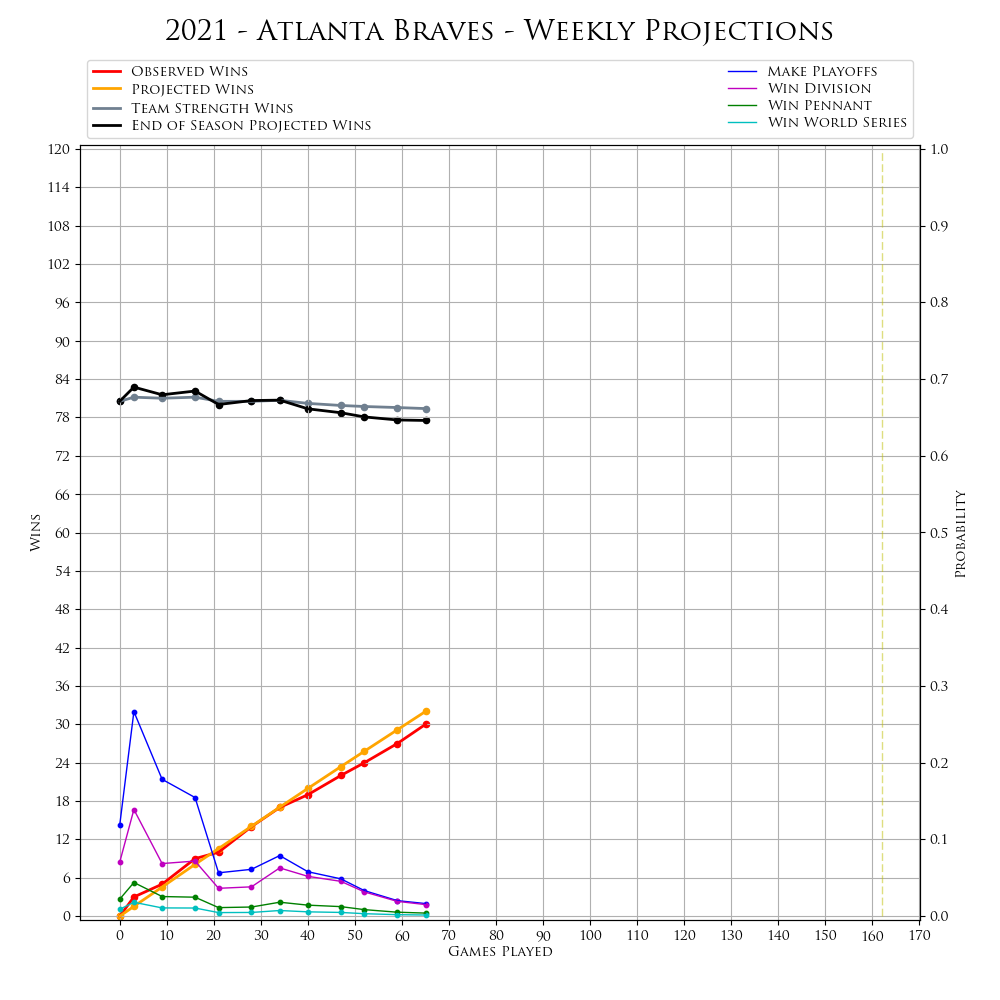 2021 - Atlanta Braves - Weekly Projections
Observed Wins
Projected Wins
Team Strength Wins
End of Season Projected Wins
Make Playoffs
Win Division
Win Pennant
Win World Series
120
114
108
102
96
90
84
78
72
66
60
54
48
42
36
30
24
18
12
6
0
Wins
1.0
0.9
0.8
0.7
0.6
0.5
0.4
0.3
0.2
0.1
0.0
Probability
0 10 20 30 40 50 60 70 80 90 100 110 120 130 140 150 160 170
Games Played